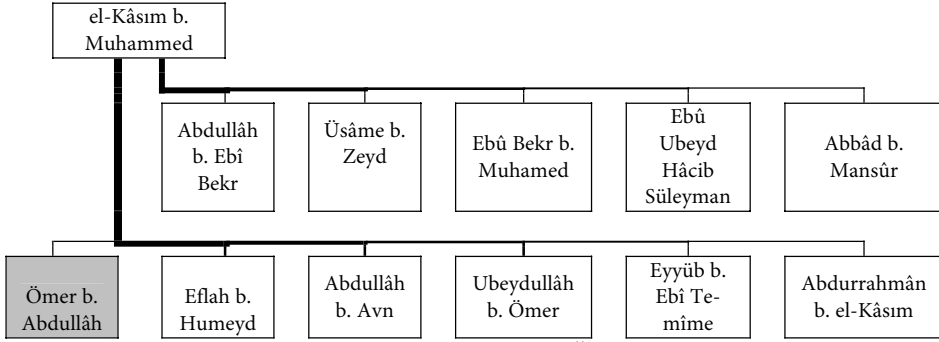 el-Kâsım b.
Muhammed
Abdullâh
b. Ebî
Bekr
Üsâme b.
Zeyd
Ebû Bekr b.
Muhamed
Ebû
Ubeyd
Hâcib
Süleyman
Abbâd b.
Mansûr
Ömer b.
Abdullâh
Eflah b.
Humeyd
Abdullâh
b. Avn
Ubeydullâh
b. Ömer
Eyyüb b.
Ebî Te-
mîme
Abdurrahmân
b. el-Kâsım